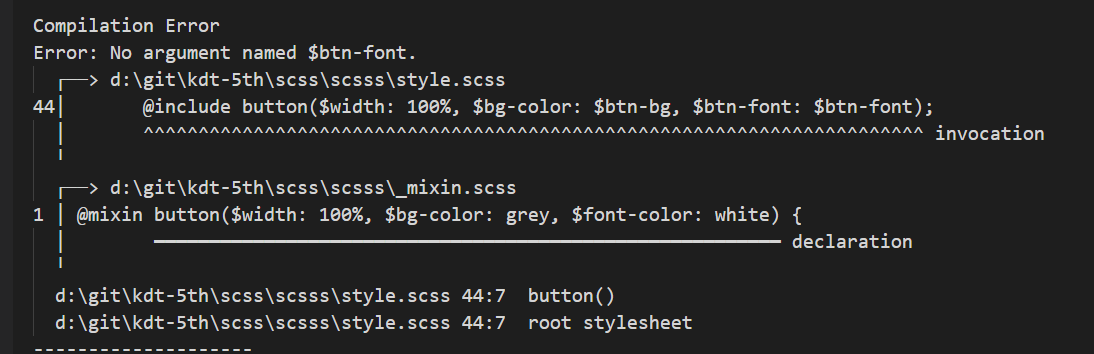 Compilation Error
Error: No argument named $btn-font.
┌──> d:\git\kdt-5th\scss\scsss\style.scss
44│ @include button($width: 100%, $bg-color: $btn-bg, $btn-font: $btn-font);
│ ^^^^^^^^^^^^^^^^^^^^^^^^^^^^^^^^^^^^^^^^^^^^^^^^^^^^^^^^^^^^^^^^^^^^^^^ invocation
╵
┌──> d:\git\kdt-5th\scss\scsss\_mixin.scss
1 │ @mixin button($width: 100%, $bg-color: grey, $font-color: white) {
│ ━━━━━━━━━━━━━━━━━━━━━━━━━━━━━━━━━━━━━━━━━━━━━━━━━━━━━━━━━ declaration
╵
d:\git\kdt-5th\scss\scsss\style.scss 44:7 button()
d:\git\kdt-5th\scss\scsss\style.scss 44:7 root stylesheet
--------------------